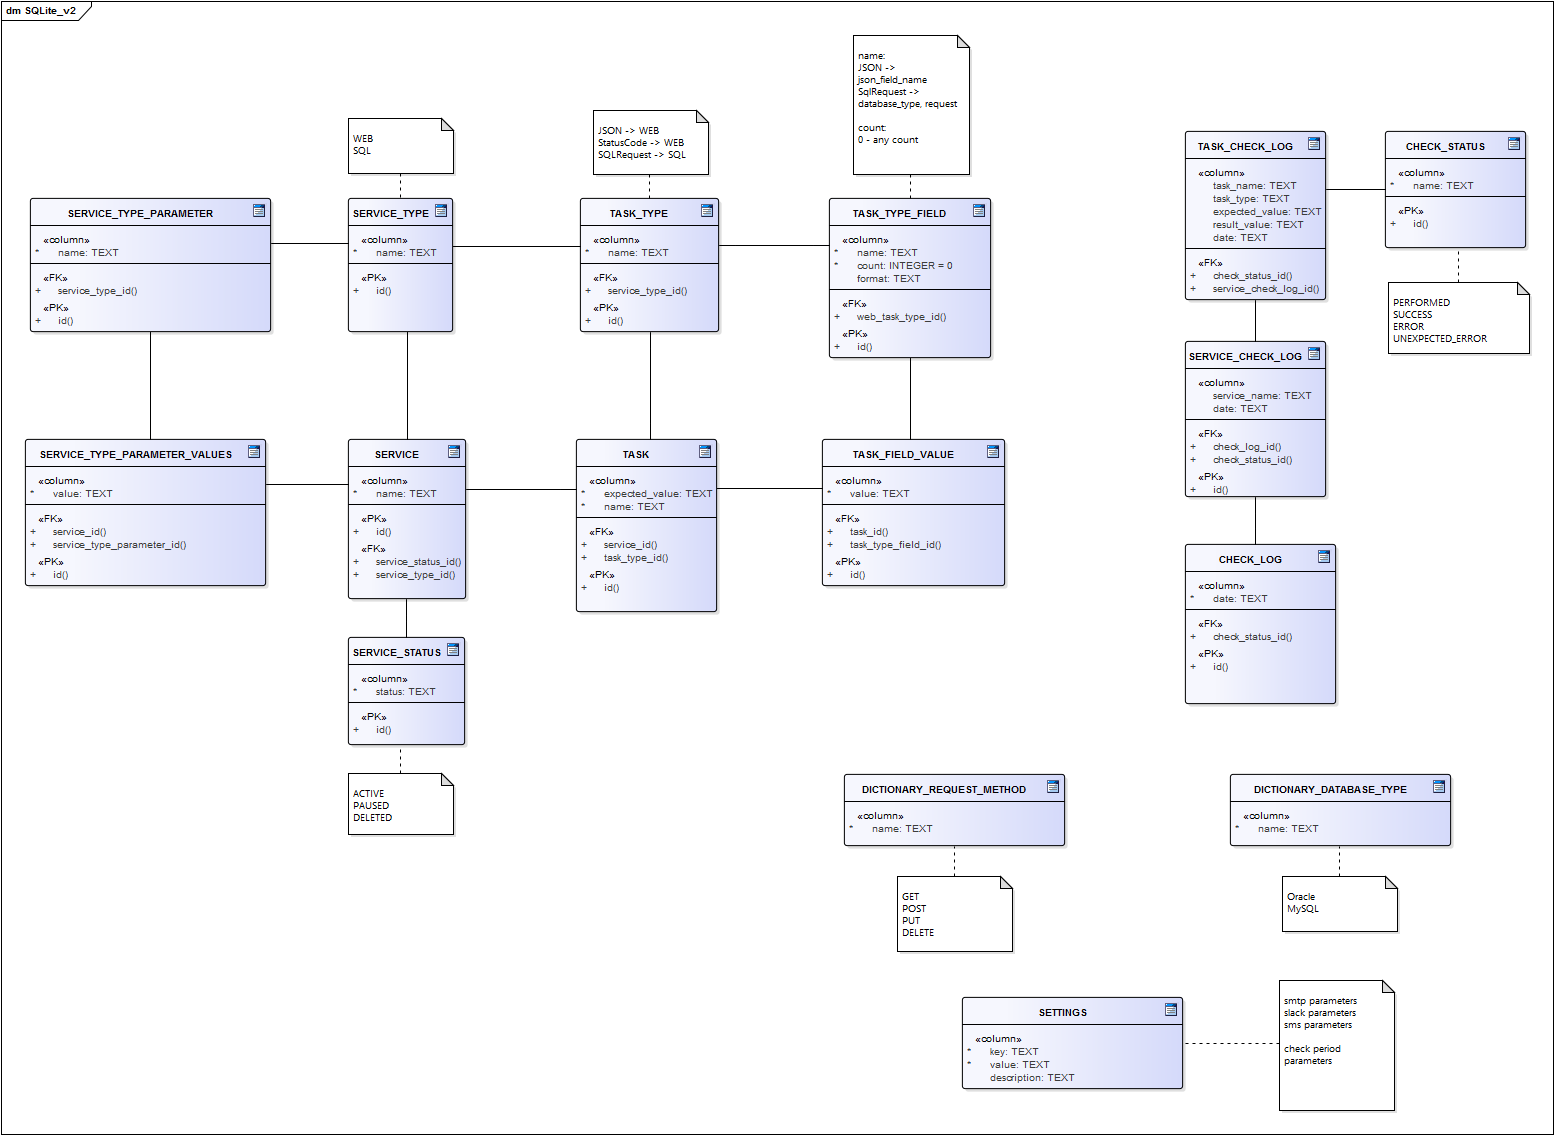 dm SQLite_v2
name:
JSON ->
json_field_name
SqlRequest ->
database_type, request
count:
0 - any count
WEB
SQL
JSON -> WEB
StatusCode -> WEB
SQLRequest -> SQL
SERVICE_TYPE_PARAMETER
«column»
* name: TEXT
«FK»
+ service_type_id()
«PK»
+ id()
SERVICE_TYPE
«column»
* name: TEXT
«PK»
+ id()
TASK_TYPE
«column»
* name: TEXT
«FK»
+ service_type_id()
«PK»
+ id()
TASK_TYPE_FIELD
«column»
* name: TEXT
* count: INTEGER = 0
format: TEXT
«FK»
+ web_task_type_id()
«PK»
+ id()
TASK_CHECK_LOG
«column»
task_name: TEXT
task_type: TEXT
expected_value: TEXT
result_value: TEXT
date: TEXT
«FK»
+ check_status_id()
+ service_check_log_id()
CHECK_STATUS
«column»
* name: TEXT
«PK»
+ id()
PERFORMED
SUCCESS
ERROR
UNEXPECTED_ERROR
SERVICE_CHECK_LOG
«column»
service_name: TEXT
date: TEXT
«FK»
+ check_log_id()
+ check_status_id()
«PK»
+ id()
SERVICE_TYPE_PARAMETER_VALUES
«column»
* value: TEXT
«FK»
+ service_id()
+ service_type_parameter_id()
«PK»
+ id()
SERVICE
«column»
* name: TEXT
«PK»
+ id()
«FK»
+ service_status_id()
+ service_type_id()
TASK
«column»
* expected_value: TEXT
* name: TEXT
«FK»
+ service_id()
+ task_type_id()
«PK»
+ id()
TASK_FIELD_VALUE
«column»
* value: TEXT
«FK»
+ task_id()
+ task_type_field_id()
«PK»
+ id()
CHECK_LOG
«column»
* date: TEXT
«FK»
+ check_status_id()
«PK»
+ id()
SERVICE_STATUS
«column»
* status: TEXT
«PK»
+ id()
ACTIVE
PAUSED
DELETED
DICTIONARY_REQUEST_METHOD
«column»
* name: TEXT
GET
POST
PUT
DELETE
DICTIONARY_DATABASE_TYPE
«column»
* name: TEXT
Oracle
MySQL
SETTINGS
«column»
* key: TEXT
* value: TEXT
description: TEXT
smtp parameters
slack parameters
sms parameters
check period
parameters